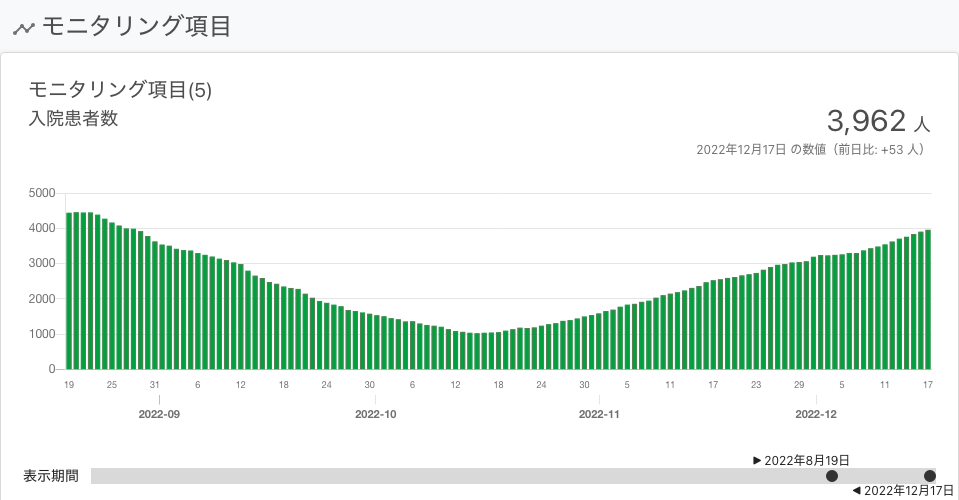 モニタリング項目
モニタリング項目(5)
入院患者数
3,962 人
2022年12月17日 の数値（前日比: +53 人）
5000
4000
3000
2000
1000
0
19 25 31 6 12 18 24 30 6 12 18 24 30 5 11 17 23 29 5 11 17
2022-09 2022-10 2022-11 2022-12
▶ 2022年8月19日
表示期間
◀ 2022年12月17日